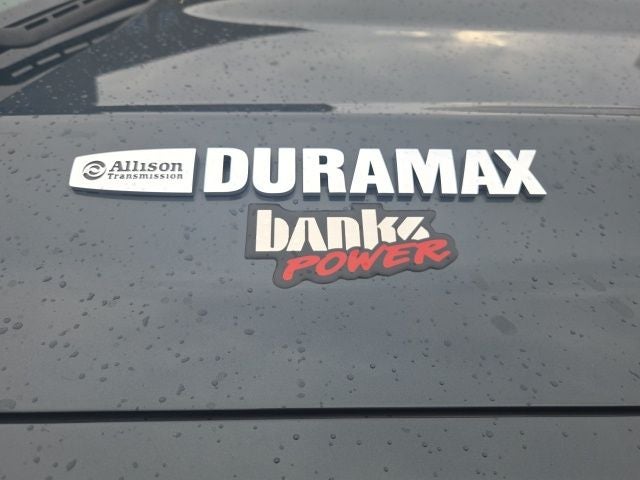 Allison DURAMAX
Transmission
banks
POWER